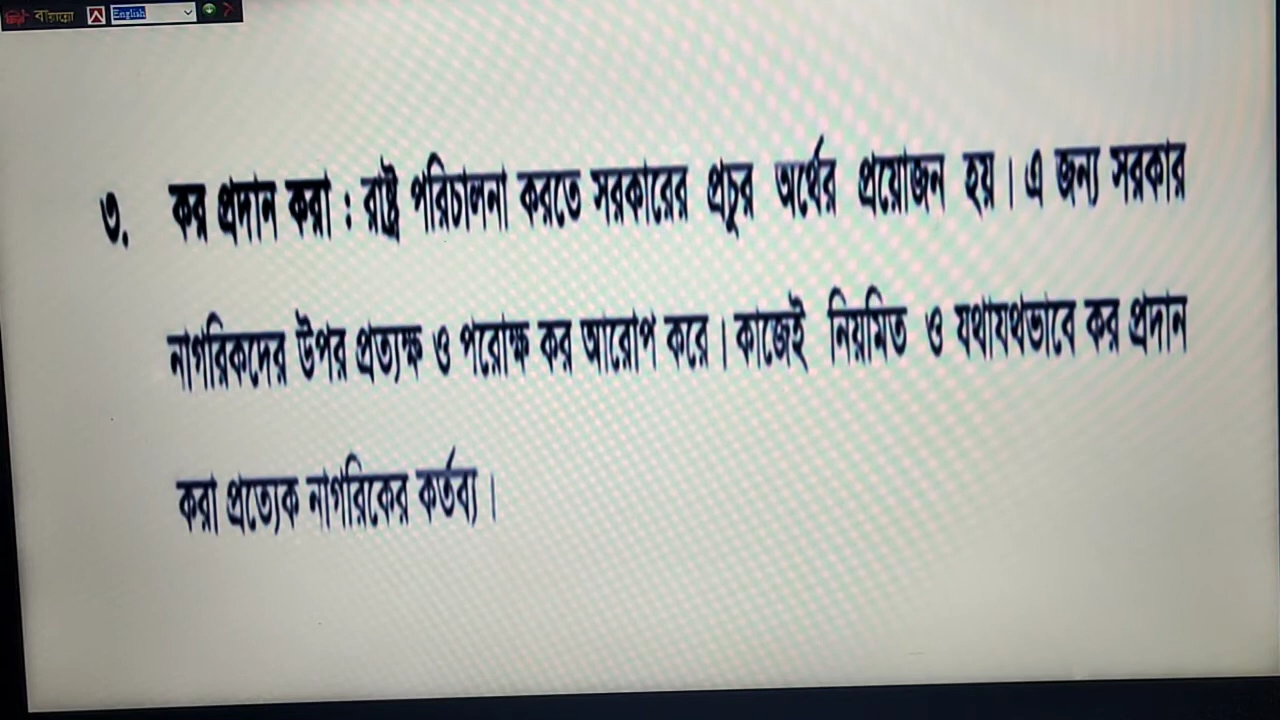 বায়ান্নো English
৩. কর প্রদান করা : রাষ্ট্র পরিচালনা করতে সরকারের প্রচুর অর্থের প্রয়োজন হয়। এ জন্য সরকার
নাগরিকদের উপর প্রত্যক্ষ ও পরোক্ষ কর আরোপ করে। কাজেই নিয়মিত ও যথাযথভাবে কর প্রদান
করা প্রত্যেক নাগরিকের কর্তব্য।